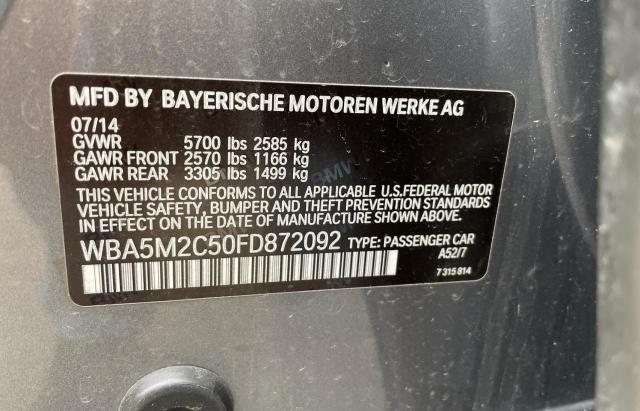 MFD BY BAYERISCHE MOTOREN WERKE AG
07/14
GVWR 5700 lbs 2585 kg
GAWR FRONT 2570 lbs 1166 kg
GAWR REAR 3305 lbs 1499 kg
THIS VEHICLE CONFORMS TO ALL APPLICABLE U.S.FEDERAL MOTOR
VEHICLE SAFETY, BUMPER AND THEFT PREVENTION STANDARDS
IN EFFECT ON THE DATE OF MANUFACTURE SHOWN ABOVE.
WBA5M2C50FD872092 TYPE: PASSENGER CAR
A52/7
7 315 814